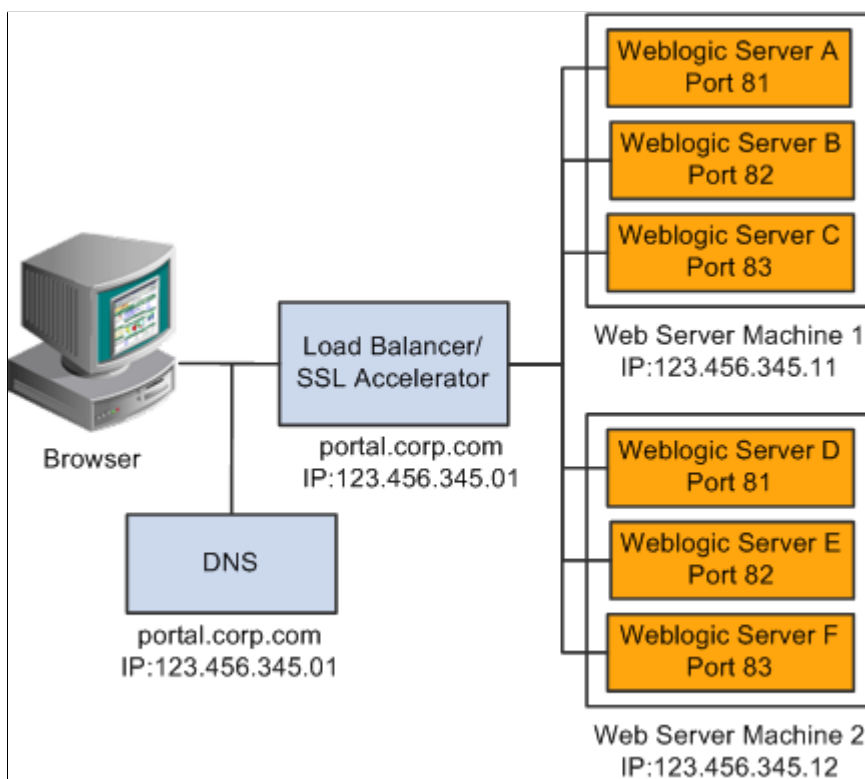 Weblogic Server A
Port 81
Weblogic Server B
Port 82
Weblogic Server C
Port 83
Web Server Machine 1
IP:123.456.345.11
Browser
Load Balancer/
SSL Accelerator
portal.corp.com
IP:123.456.345.01
DNS
portal.corp.com
IP:123.456.345.01
Weblogic Server D
Port 81
Weblogic Server E
Port 82
Weblogic Server F
Port 83
Web Server Machine 2
IP:123.456.345.12